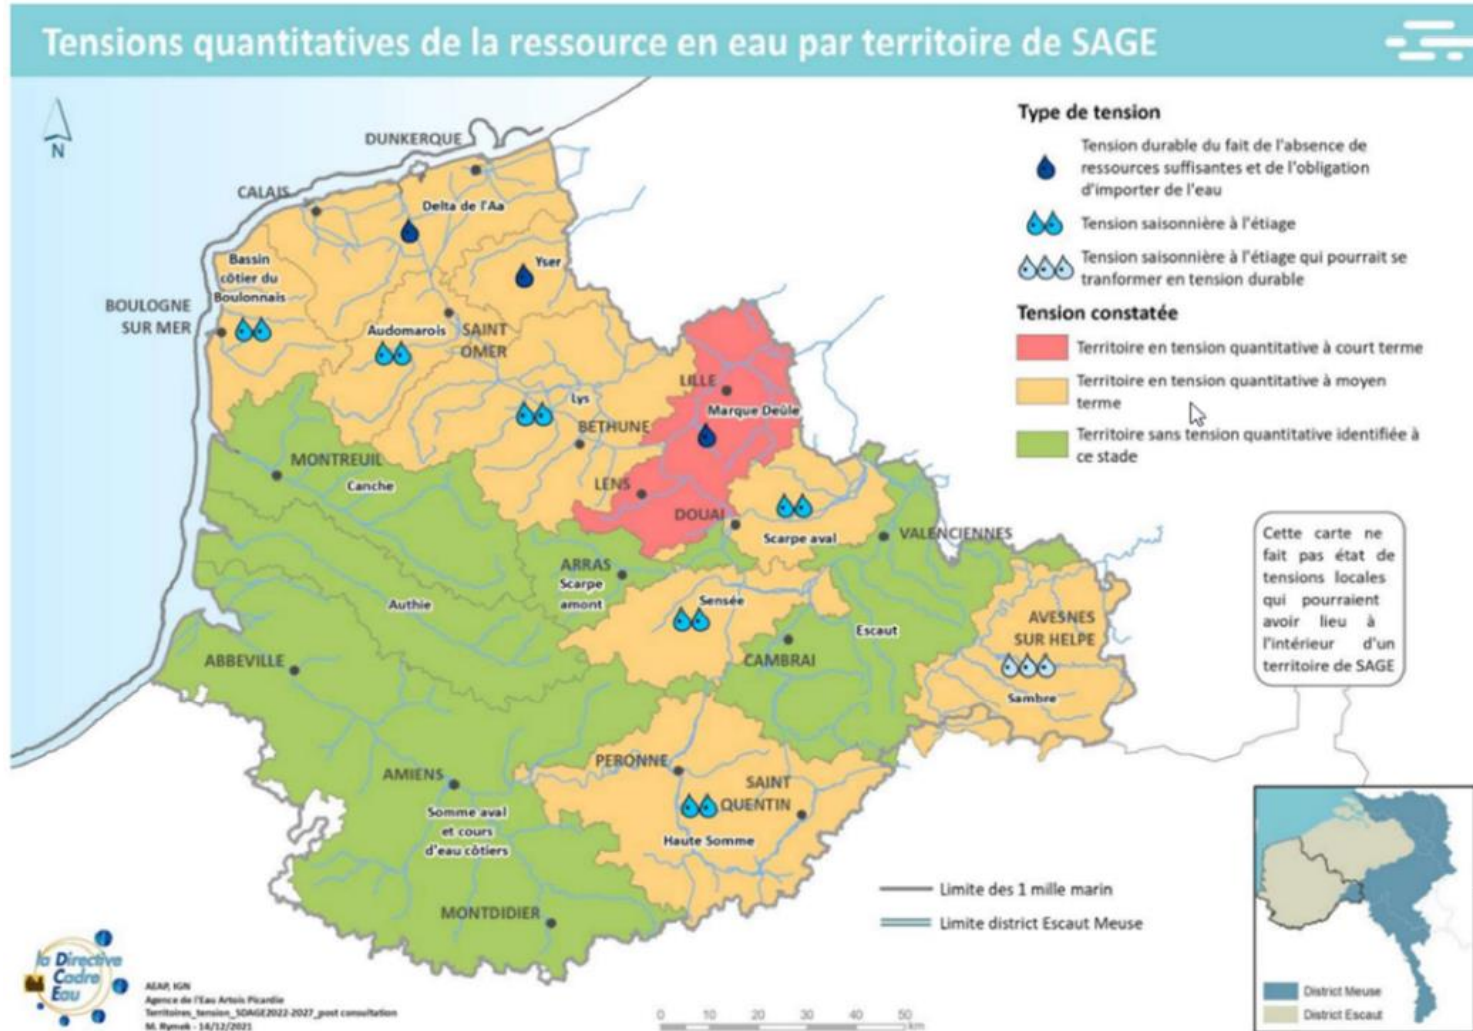 Tensions quantitatives de la ressource en eau par territoire de SAGE
N
DUNKERQUE
CALAIS
Delta de l'Aa
Yser
Bassin
côtier du
Boulonnais
BOULOGNE
SUR MER
Audomarois
SAINT
OMER
Lys
BETHUNE
LILLE
Marque Deûle
LENS
DOUAI
MONTREUIL
Canche
Scarpe aval
VALENCIENNES
ARRAS
Scarpe
amont
Authie
Sensée
Escaut
AVESNES
SUR HELPE
ABBEVILLE
CAMBRAI
Sambre
PERONNE
SAINT
QUENTIN
AMIENS
Somme aval
et cours
d'eau côtiers
Haute Somme
MONTDIDIER
Type de tension
Tension durable du fait de l'absence de
ressources suffisantes et de l'obligation
d'importer de l'eau
Tension saisonnière à l'étiage
Tension saisonnière à l'étiage qui pourrait se
tranformer en tension durable
Tension constatée
Territoire en tension quantitative à court terme
Territoire en tension quantitative à moyen
terme
Territoire sans tension quantitative identifiée à
ce stade
Cette carte ne
fait pas état de
tensions locales
qui pourraient
avoir lieu à
l'intérieur d'un
territoire de SAGE
Limite des 1 mille marin
Limite district Escaut Meuse
District Meuse
District Escaut
la Directive
Cadre
Eau
AEAP, IGN
Agence de l'Eau Artois Picardie
Territoires_tension_SDAGE2022-2027_post consultation
M. Rymek - 16/12/2021
0 10 20 30 40 50
km